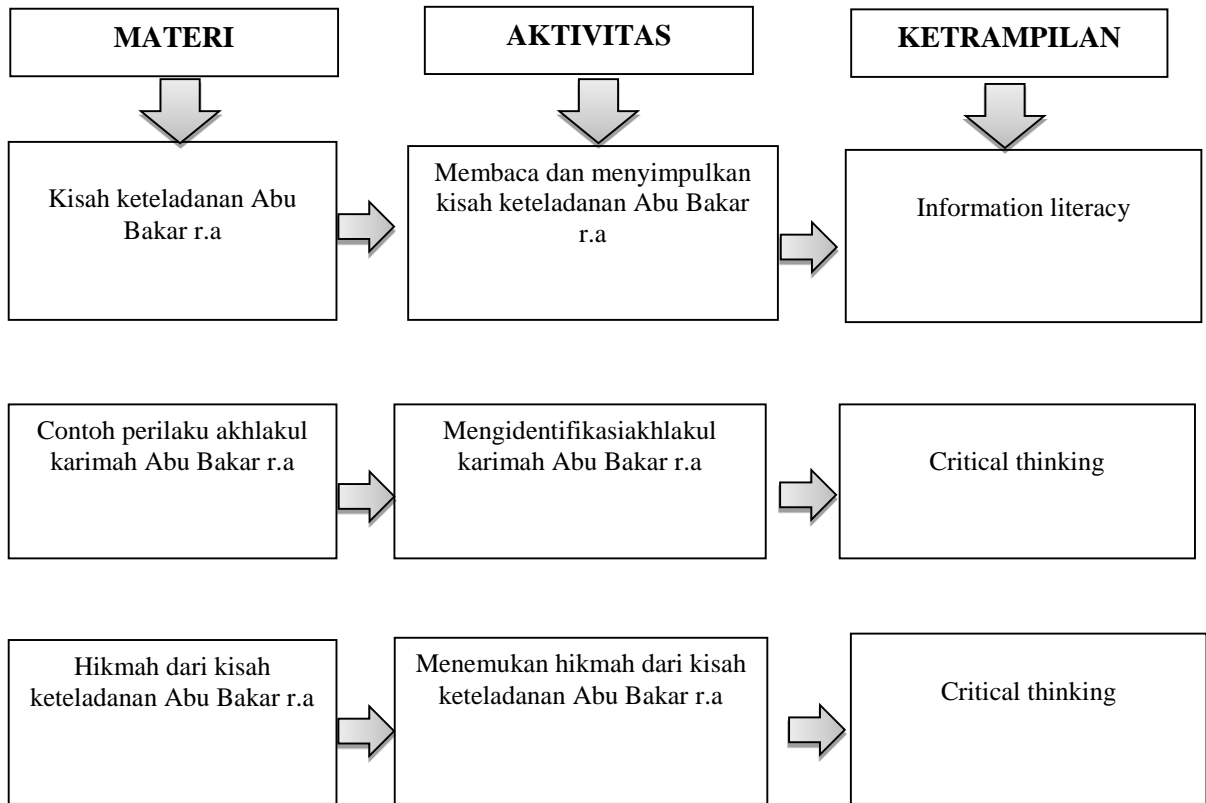 MATERI
AKTIVITAS
KETRAMPILAN
Kisah keteladanan Abu
Bakar r.a
Membaca dan menyimpulkan
kisah keteladanan Abu Bakar
r.a
Information literacy
Contoh perilaku akhlakul
karimah Abu Bakar r.a
Mengidentifikasiakhlakul
karimah Abu Bakar r.a
Critical thinking
Hikmah dari kisah
keteladanan Abu Bakar r.a
Menemukan hikmah dari kisah
keteladanan Abu Bakar r.a
Critical thinking